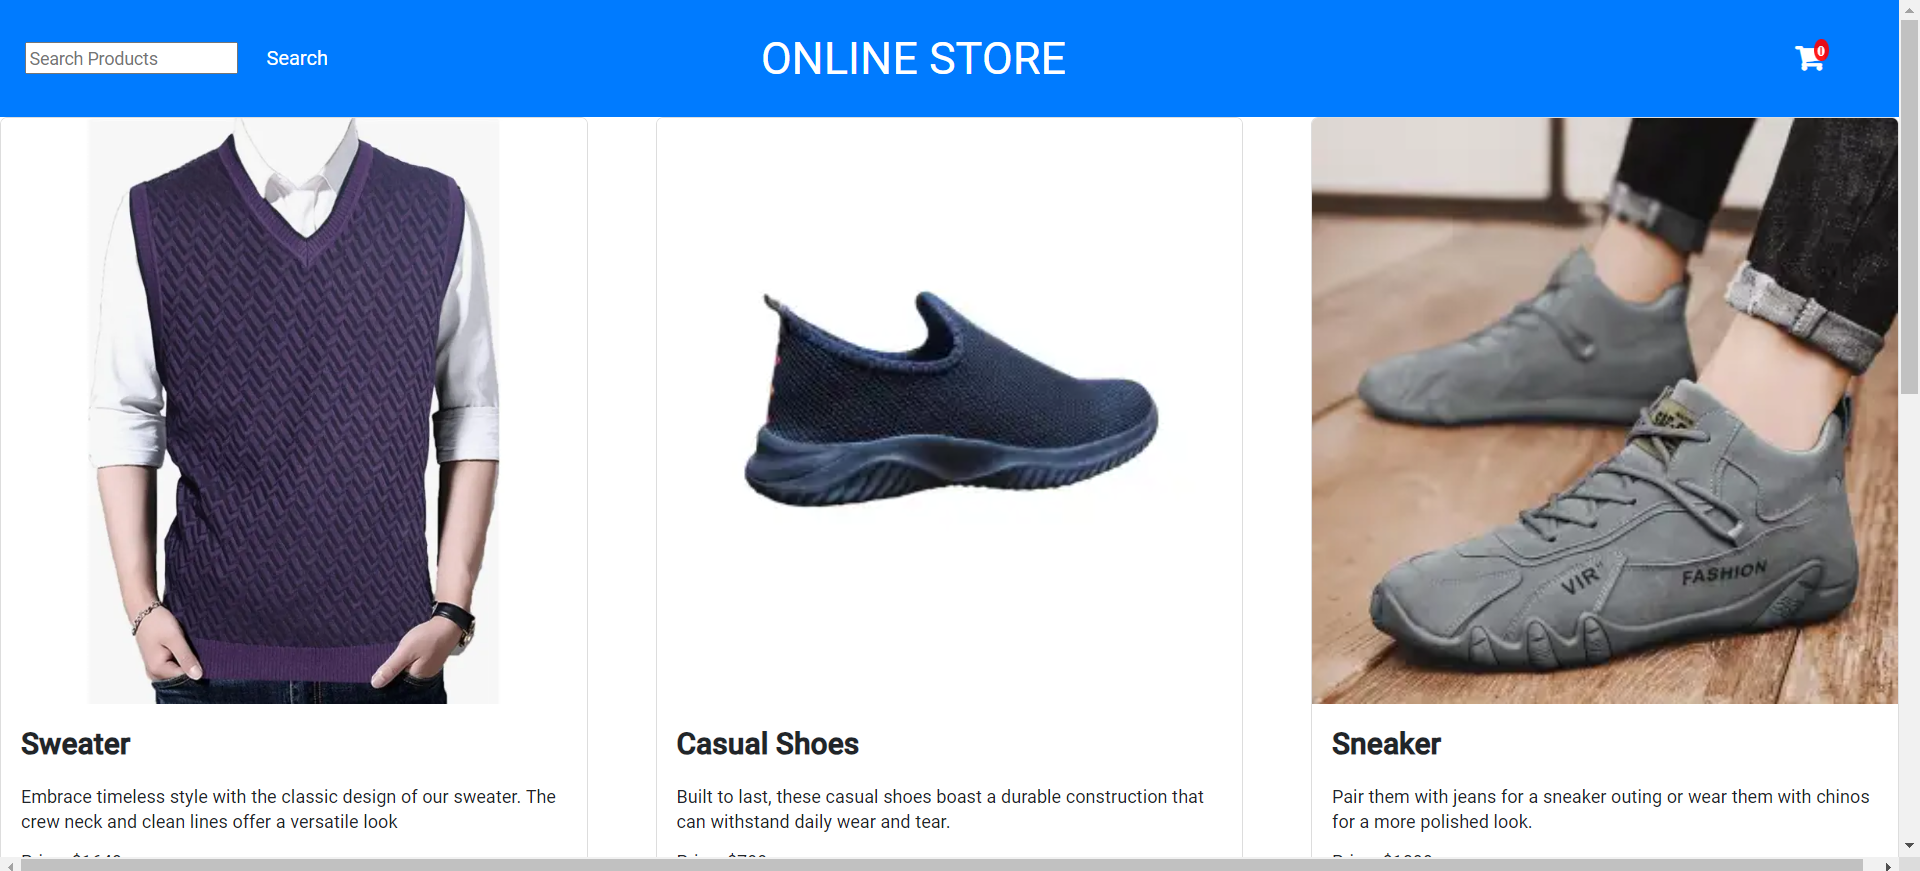 Search Products
Search
ONLINE STORE
0
VIR
FASHION
Sweater
Embrace timeless style with the classic design of our sweater. The
crew neck and clean lines offer a versatile look
Casual Shoes
Built to last, these casual shoes boast a durable construction that
can withstand daily wear and tear.
Sneaker
Pair them with jeans for a sneaker outing or wear them with chinos
for a more polished look.